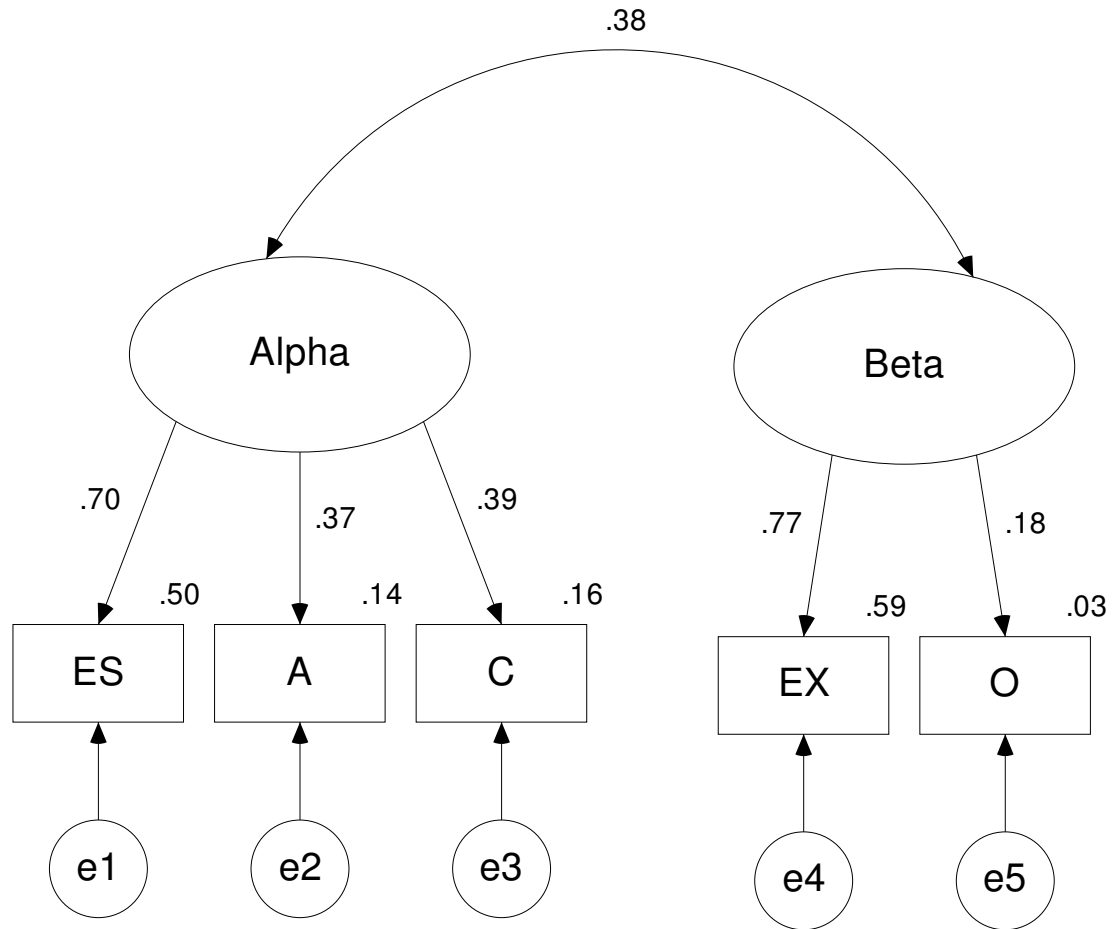 .38
Alpha
Beta
.70
.37
.39
.77
.18
.50
.14
.16
.59
.03
ES
A
C
EX
O
e1
e2
e3
e4
e5